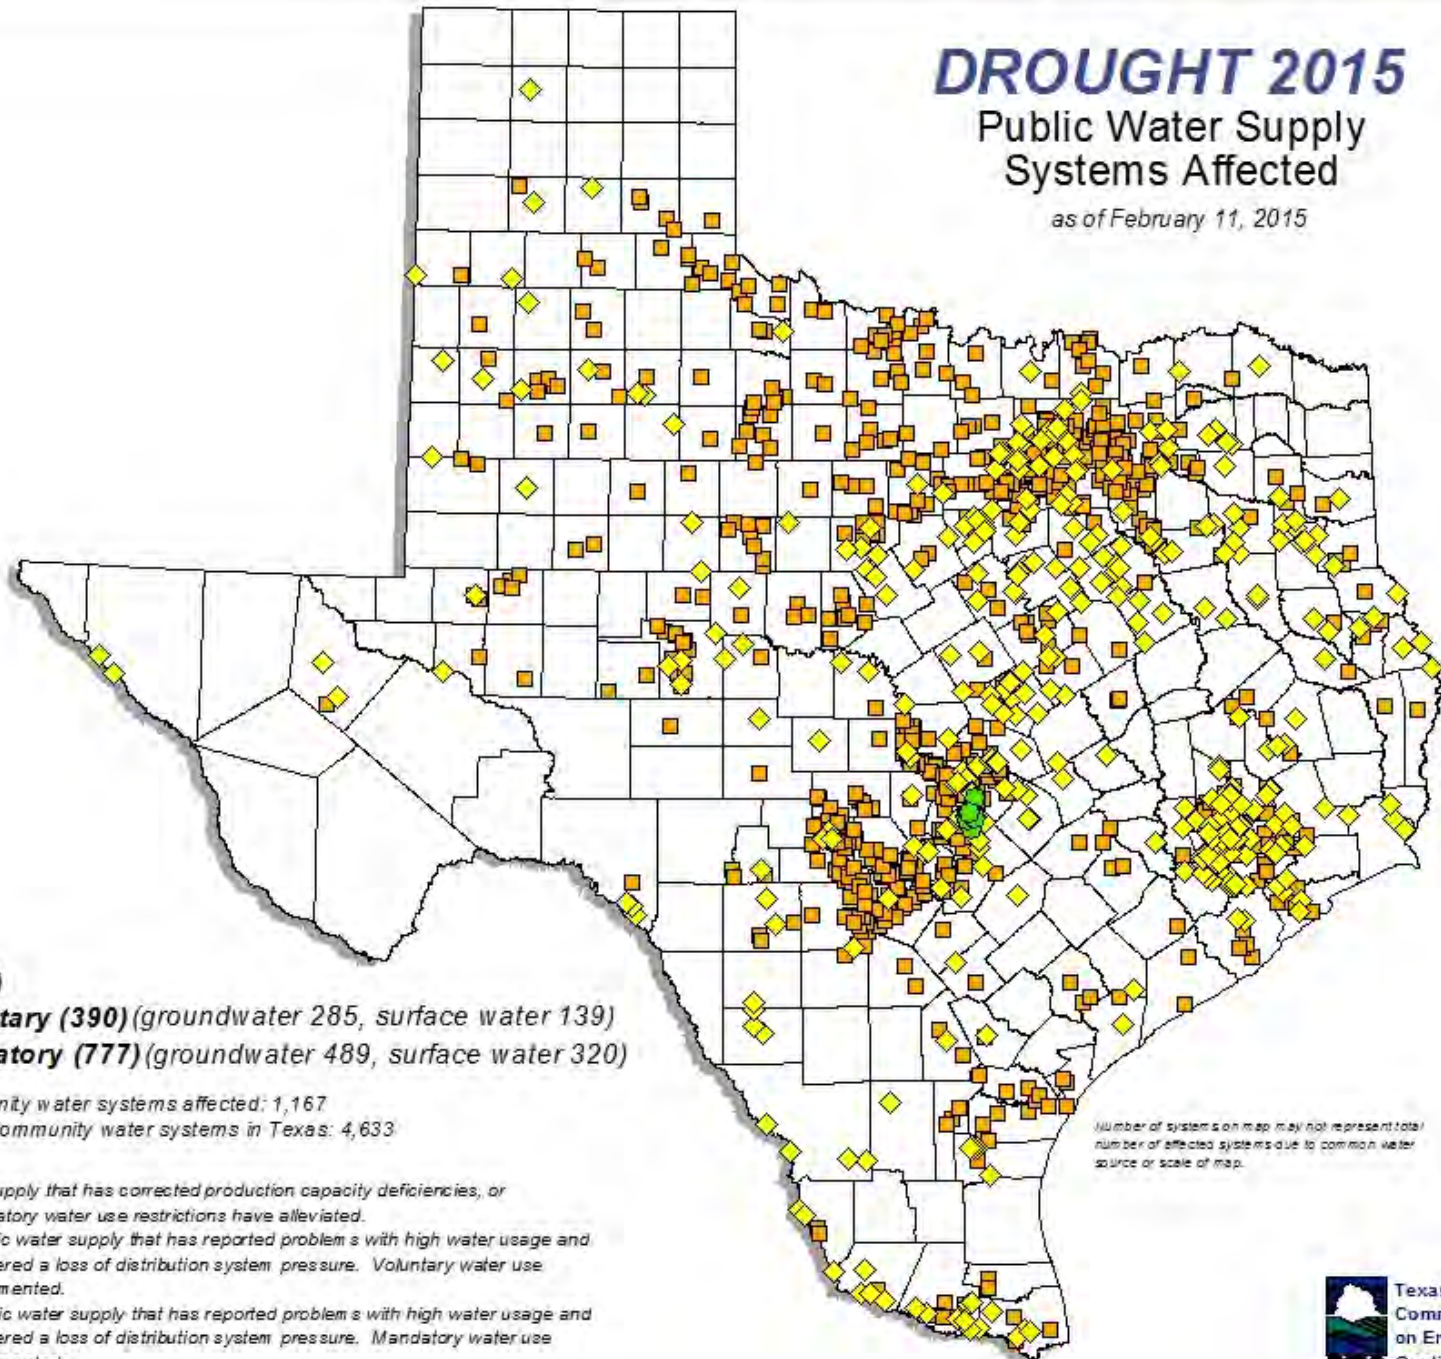 DROUGHT 2015
Public Water Supply
Systems Affected
as of February 11, 2015
)
tary (390) (groundwater 285, surface water 139)
atory (777) (groundwater 489, surface water 320)
nity water systems affected: 1,167
ommunity water systems in Texas: 4,633
Number of systems on map may not represent total
number of affected systems due to common water
source or scale of map.
upply that has corrected production capacity deficiencies, or
atory water use restrictions have alleviated.
ic water supply that has reported problems with high water usage and
ered a loss of distribution system pressure. Voluntary water use
mented.
ic water supply that has reported problems with high water usage and
ered a loss of distribution system pressure. Mandatory water use
Texas
Comm
on En